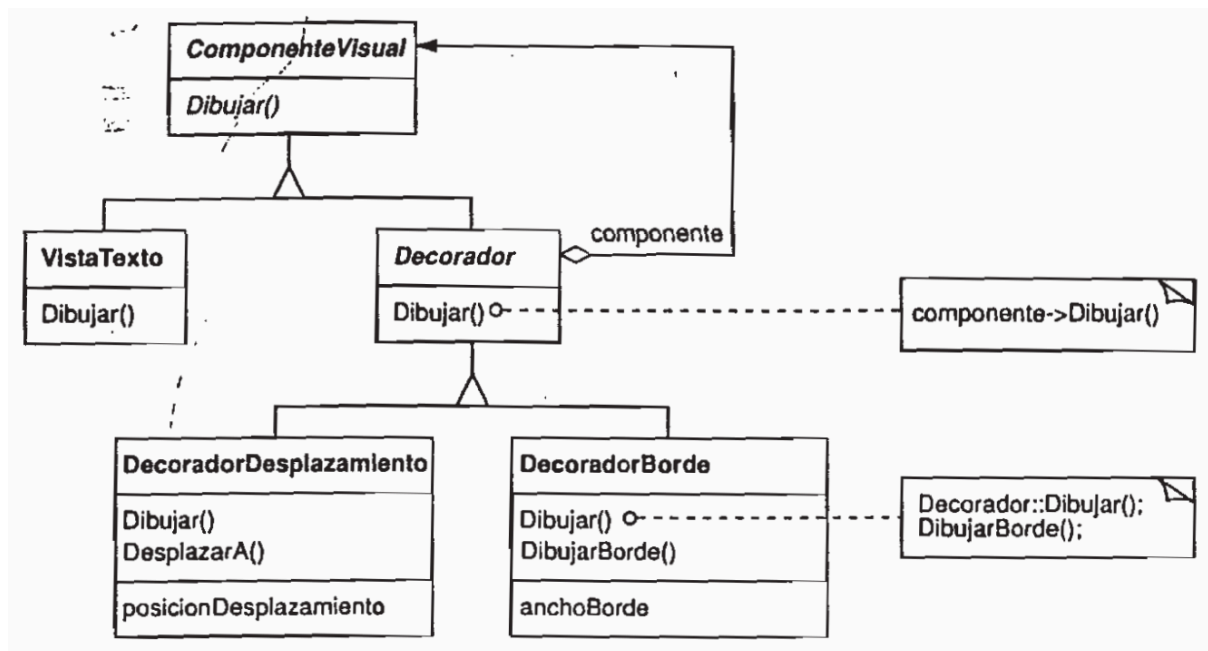 ComponenteVisual
Dibujar()
VistaTexto
Dibujar()
Decorador
Dibujar()
componente
componente->Dibujar()
DecoradorDesplazamiento
Dibujar()
DesplazarA()
posicionDesplazamiento
DecoradorBorde
Dibujar()
DibujarBorde()
anchoBorde
Decorador::Dibujar();
DibujarBorde();